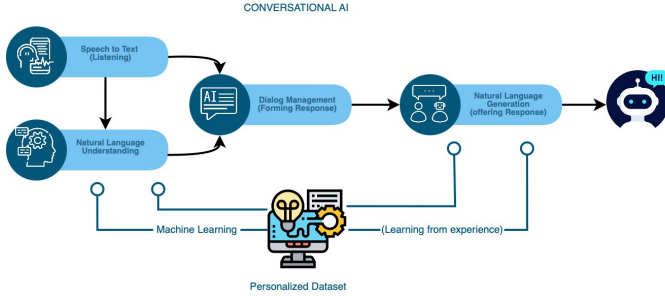 CONVERSATIONAL AI
Speech to Text
(Listening)
AI
Dialog Management
(Forming Response)
Natural Language
Generation
(offering Response)
HI!
Natural Language
Understanding
Machine Learning
(Learning from experience)
Personalized Dataset